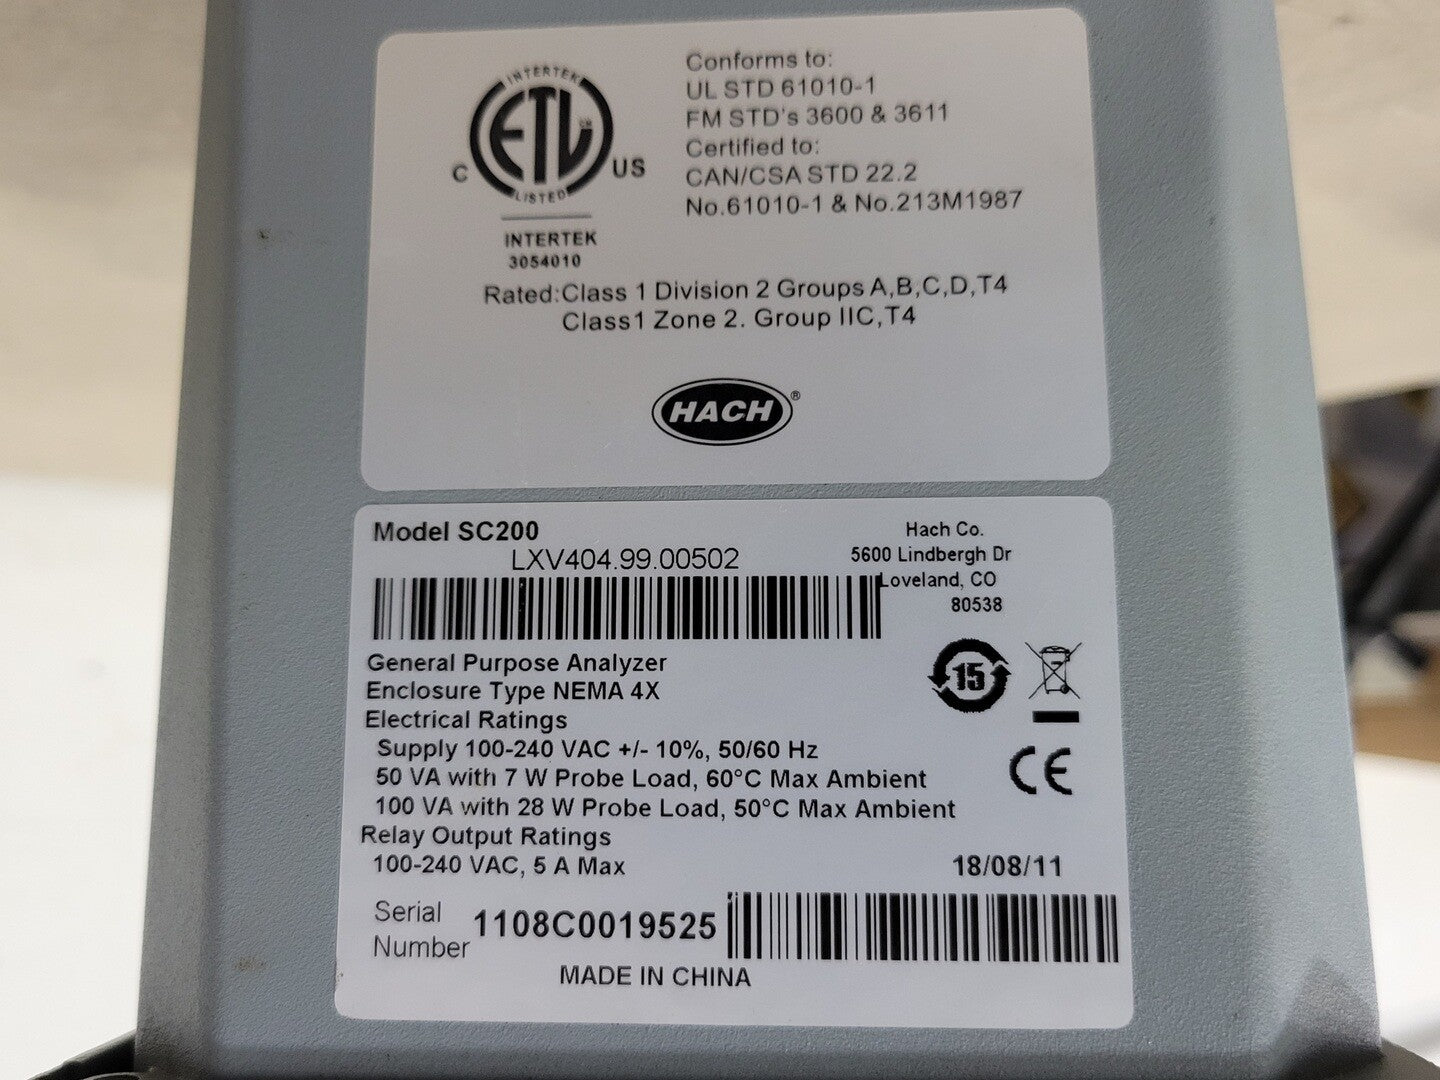 INTERTEK
ETL
C
US
LISTED
INTERTEK
3054010
Conforms to:
UL STD 61010-1
FM STD's 3600 & 3611
Certified to:
CAN/CSA STD 22.2
No.61010-1 & No.213M1987
Rated:Class 1 Division 2 Groups A,B,C,D,T4
Class1 Zone 2. Group IIC,T4
HACH®
Model SC200
LXV404.99.00502
Hach Co.
5600 Lindbergh Dr
Loveland, CO
80538
General Purpose Analyzer
Enclosure Type NEMA 4X
Electrical Ratings
Supply 100-240 VAC +/- 10%, 50/60 Hz
50 VA with 7 W Probe Load, 60°C Max Ambient
100 VA with 28 W Probe Load, 50°C Max Ambient
Relay Output Ratings
100-240 VAC, 5 A Max
15
CE
18/08/11
Serial
Number
1108C0019525
MADE IN CHINA